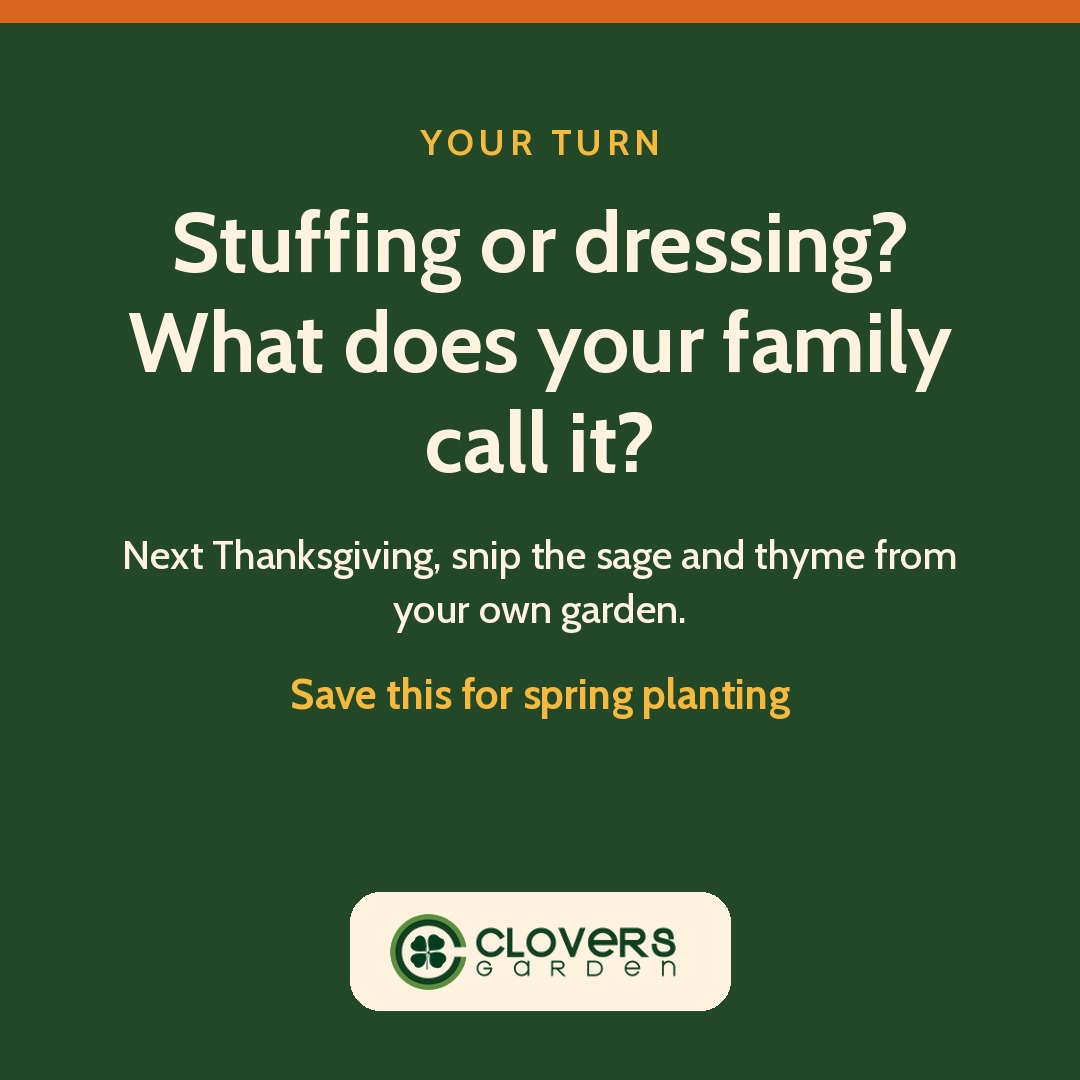 YOUR TURN
Stuffing or dressing?
What does your family
call it?
Next Thanksgiving, snip the sage and thyme from
your own garden.
Save this for spring planting
CLOVeRS
GaRDen